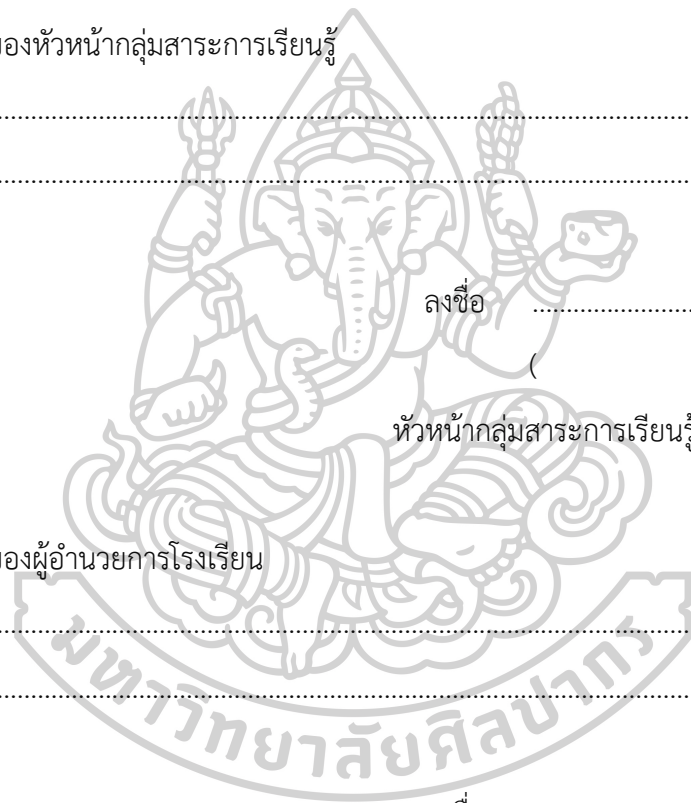 ของหัวหน้ากลุ่มสาระการเรียนรู้
................................................................................
................................................................................
ลงชื่อ ........................
(
หัวหน้ากลุ่มสาระการเรียนรู้
ของผู้อำนวยการโรงเรียน
................................................................................
................................................................................
มหาวิทยาลัยศิลปากร